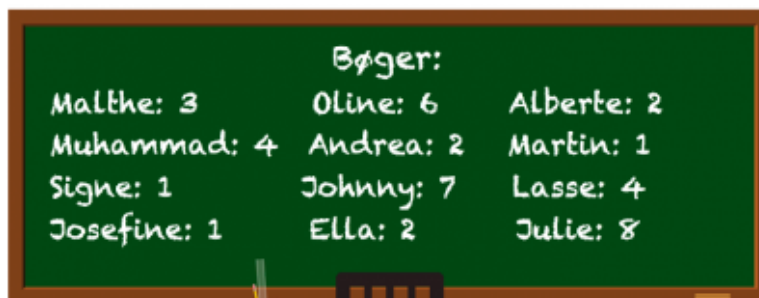 Bøger:
Malthe: 3 Oline: 6 Alberte: 2
Muhammad: 4 Andrea: 2 Martin: 1
Signe: 1 Johnny: 7 Lasse: 4
Josefine: 1 Ella: 2 Julie: 8